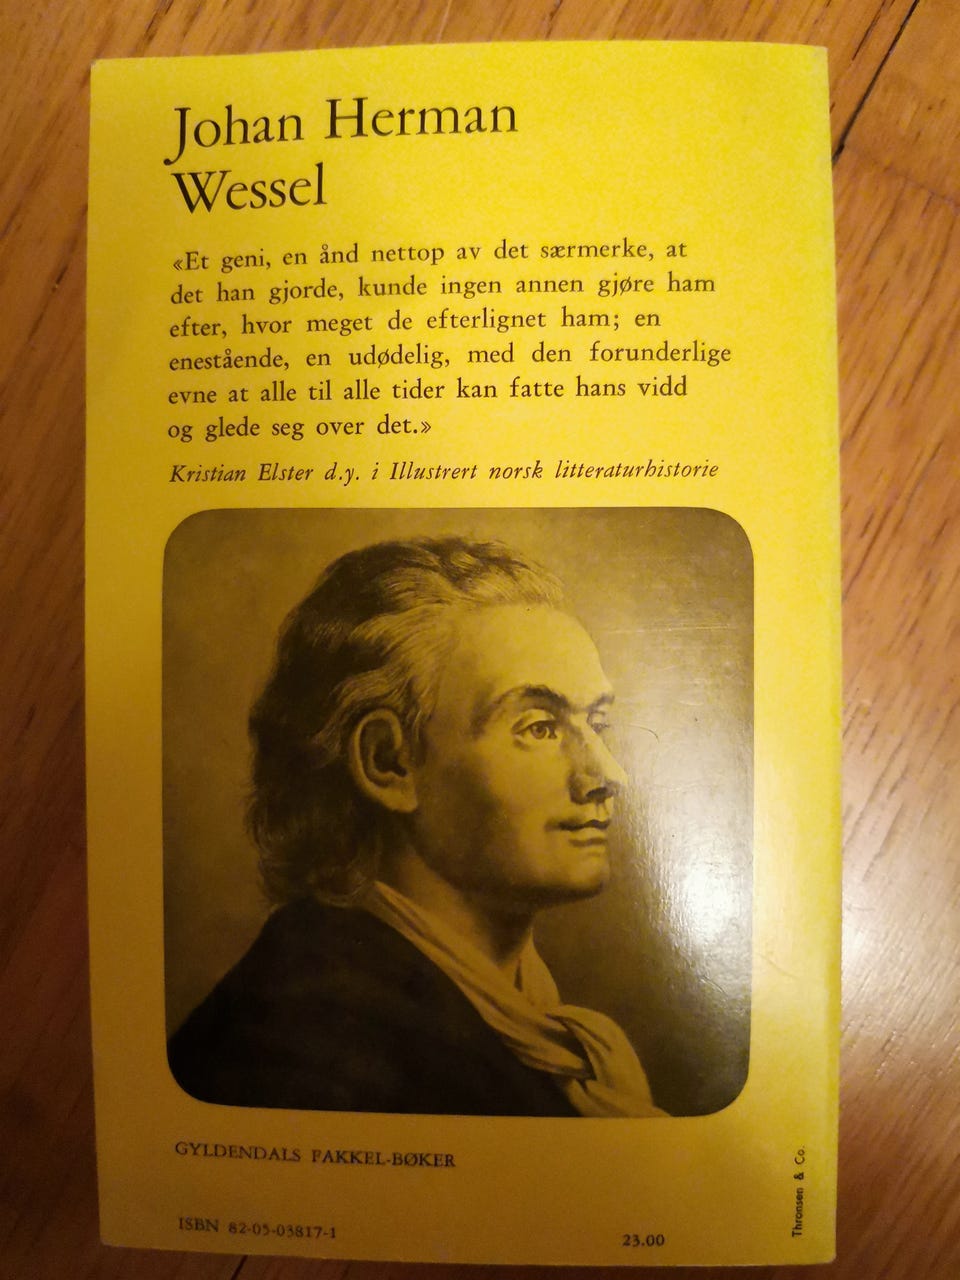 Johan Herman
Wessel
«Et geni, en ånd nettop av det særmerke, at
det han gjorde, kunde ingen annen gjøre ham
efter, hvor meget de efterlignet ham; en
enestående, en udødelig, med den forunderlige
evne at alle til alle tider kan fatte hans vidd
og glede seg over det.»
Kristian Elster d.y. i Illustrert norsk litteraturhistorie
GYLDENDALS FAKKEL-BØKER
ISBN 82-05-03817-1
23.00
Thronsen & Co.